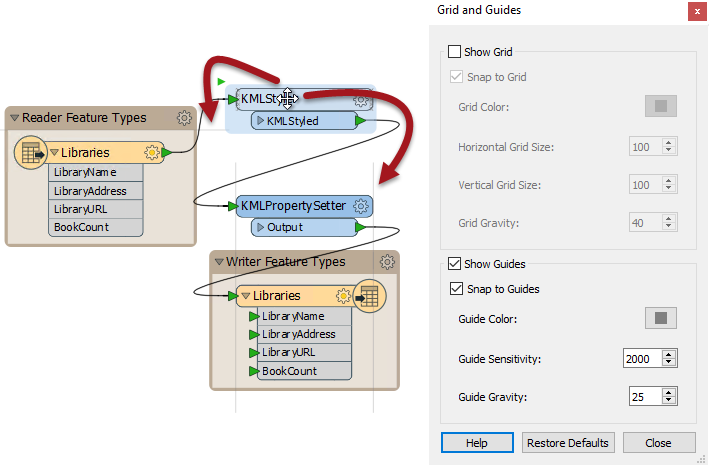 Reader Feature Types
Libraries
LibraryName
LibraryAddress
LibraryURL
BookCount
KMLSt
KMLStyled
KMLPropertySetter
Output
Writer Feature Types
Libraries
LibraryName
LibraryAddress
LibraryURL
BookCount
Grid and Guides
x
Show Grid
Snap to Grid
Grid Color:
Horizontal Grid Size: 100
Vertical Grid Size: 100
Grid Gravity: 40
Show Guides
Snap to Guides
Guide Color:
Guide Sensitivity: 2000
Guide Gravity: 25
Help Restore Defaults Close